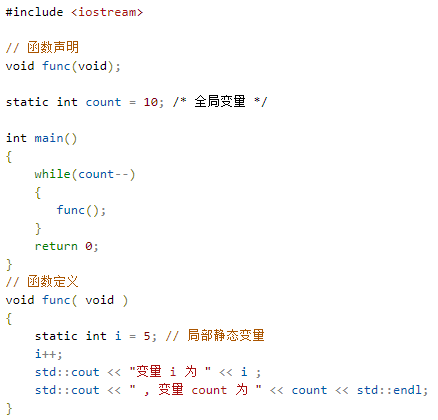 #include <iostream>
// 函数声明
void func(void);
static int count = 10; /* 全局变量 */
int main()
{
    while(count--)
    {
       func();
    }
    return 0;
}
// 函数定义
void func( void )
{
    static int i = 5; // 局部静态变量
    i++;
    std::cout << "变量 i 为 " << i ;
    std::cout << " , 变量 count 为 " << count << std::endl;
}